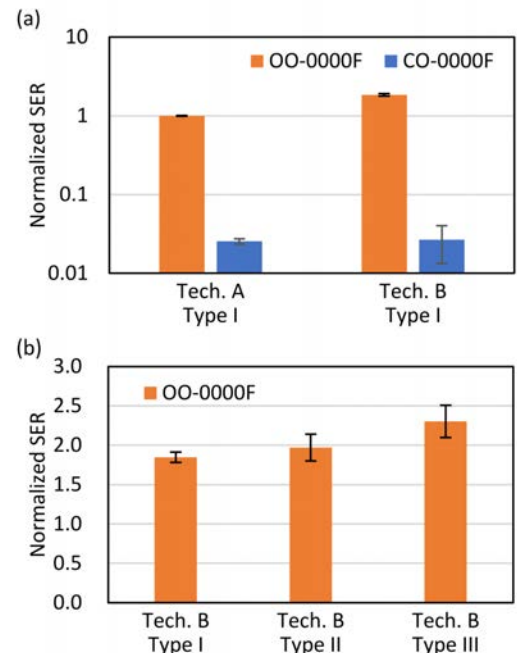 (a)
10
1
0.1
0.01
Normalized SER
OO-0000F CO-0000F
Tech. A Tech. B
Type I Type I
(b)
3.0
2.5
2.0
1.5
1.0
0.5
0.0
Normalized SER
OO-0000F
Tech. B Tech. B Tech. B
Type I Type II Type III